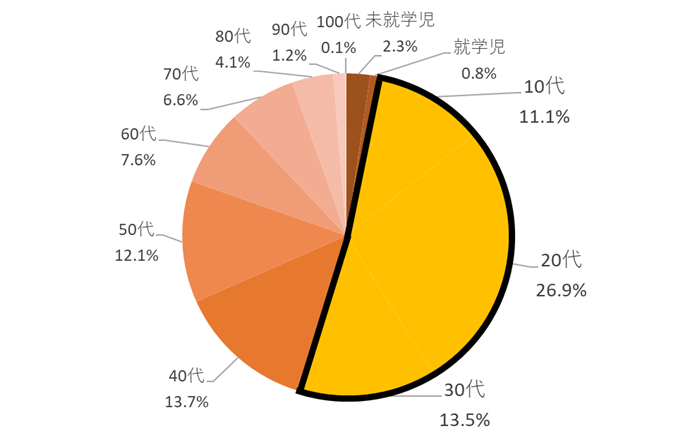 未就学児
2.3%
就学児
0.8%
10代
11.1%
20代
26.9%
30代
13.5%
40代
13.7%
50代
12.1%
60代
7.6%
70代
6.6%
80代
4.1%
90代
1.2%
100代
0.1%